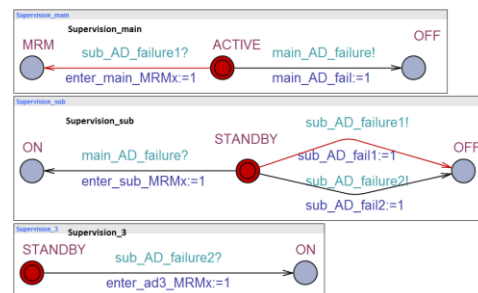 Supervision_main
Supervision_main
MRM
sub_AD_failure1?
ACTIVE
main_AD_failure!
OFF
enter_main_MRMx:=1
main_AD_fail:=1
Supervision_sub
Supervision_sub
sub_AD_failure1!
ON
main_AD_failure?
STANDBY
sub_AD_fail1:=1
OFF
enter_sub_MRMx:=1
sub_AD_failure2!
sub_AD_fail2:=1
Supervision_3
Supervision_3
STANDBY
sub_AD_failure2?
ON
enter_ad3_MRMx:=1